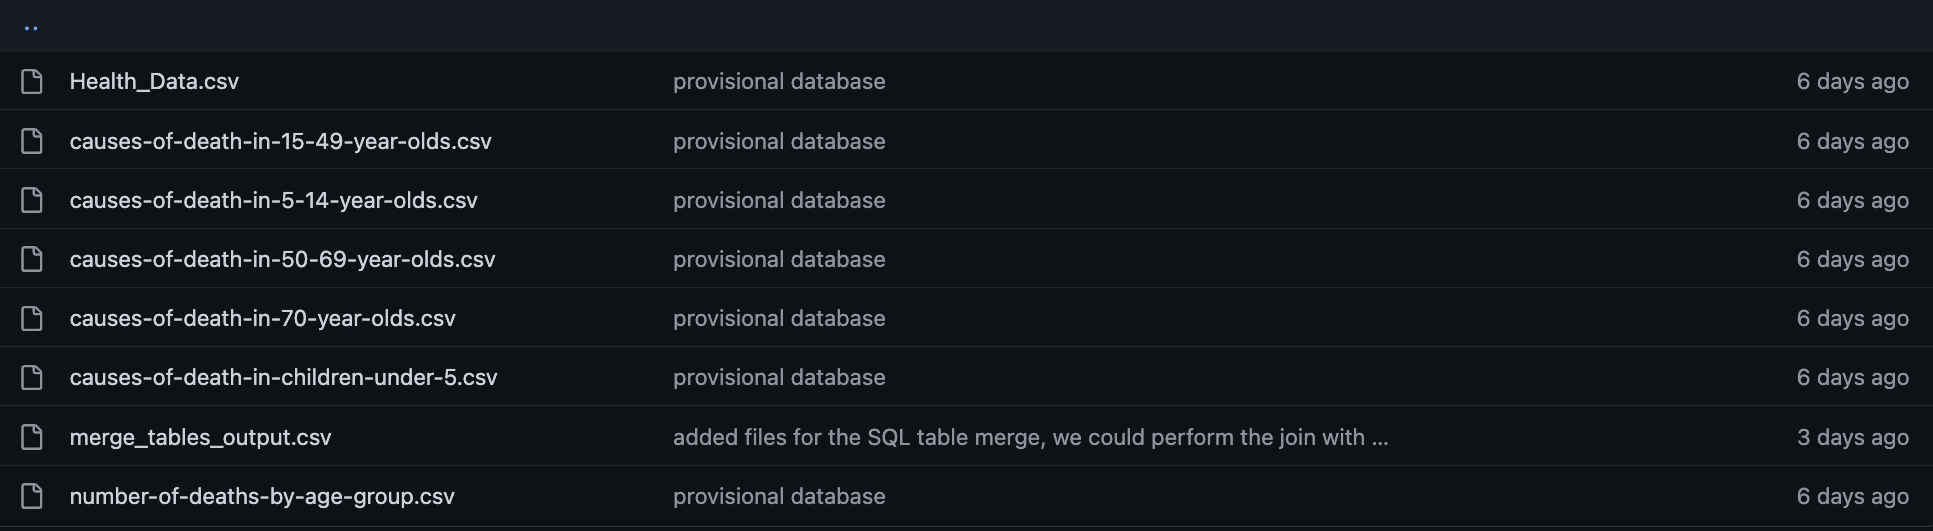 ..
Health_Data.csv provisional database 6 days ago
causes-of-death-in-15-49-year-olds.csv provisional database 6 days ago
causes-of-death-in-5-14-year-olds.csv provisional database 6 days ago
causes-of-death-in-50-69-year-olds.csv provisional database 6 days ago
causes-of-death-in-70-year-olds.csv provisional database 6 days ago
causes-of-death-in-children-under-5.csv provisional database 6 days ago
merge_tables_output.csv added files for the SQL table merge, we could perform the join with ... 3 days ago
number-of-deaths-by-age-group.csv provisional database 6 days ago